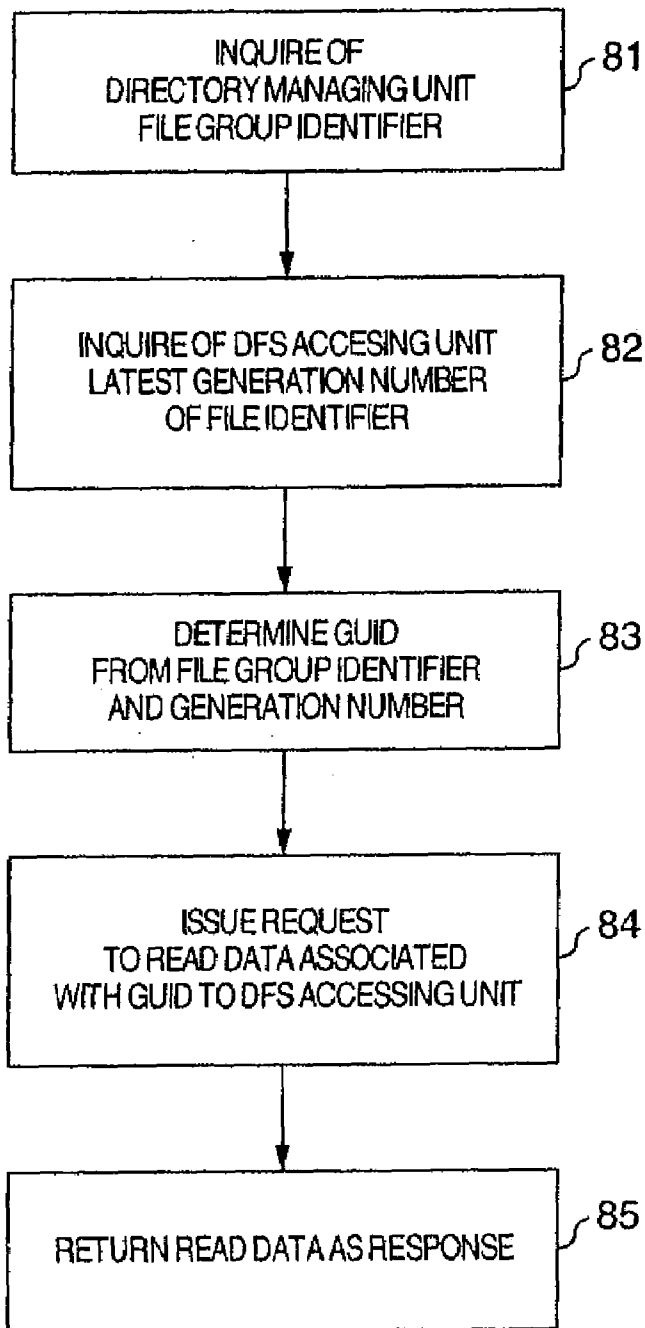 INQUIRE OF
DIRECTORY MANAGING UNIT
FILE GROUP IDENTIFIER
81
INQUIRE OF DFS ACCESING UNIT
LATEST GENERATION NUMBER
OF FILE IDENTIFIER
82
DETERMINE GUID
FROM FILE GROUP IDENTIFIER
AND GENERATION NUMBER
83
ISSUE REQUEST
TO READ DATA ASSOCIATED
WITH GUID TO DFS ACCESSING UNIT
84
RETURN READ DATA AS RESPONSE
85